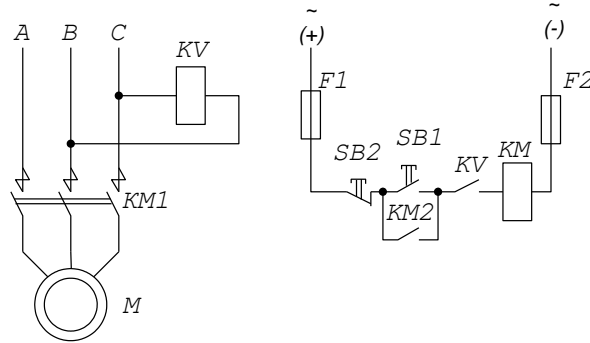 A B C
KV
KM1
M
~ ~
(+) (-)
F1 F2
SB2 SB1 KV KM
KM2